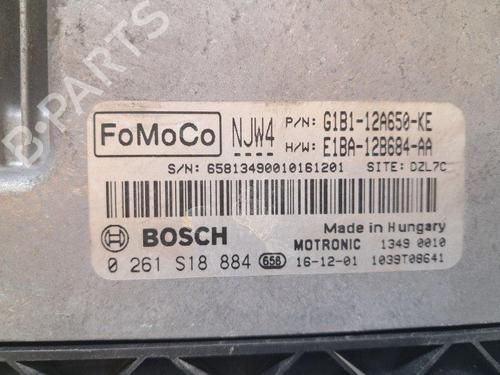 B-PARTS
FoMoCo NJW4 P/N: G1B1-12A650-KE
H/W: E1BA-12B684-AA
S/N: 65813490010161201 SITE: DZL7C
BOSCH Made in Hungary
MOTRONIC 1349 0010
0 261 S18 884 658 16-12-01 1039T08641